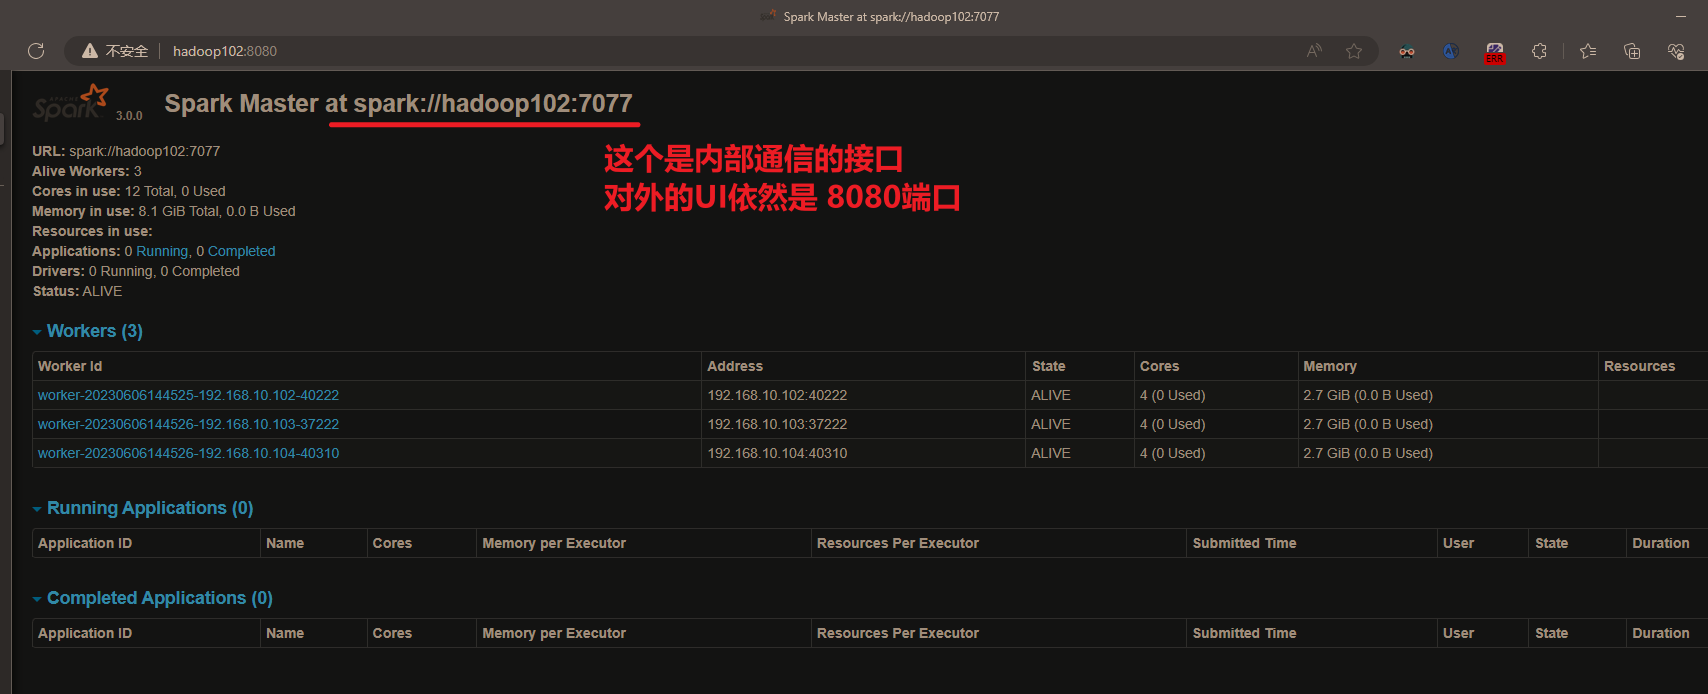 Spark Master at spark://hadoop102:7077
不安全 hadoop102:8080
ERR
APACHE Spark 3.0.0 Spark Master at spark://hadoop102:7077
URL: spark://hadoop102:7077
这个是内部通信的接口
Alive Workers: 3
Cores in use: 12 Total, 0 Used
对外的UI依然是 8080端口
Memory in use: 8.1 GiB Total, 0.0 B Used
Resources in use:
Applications: 0 Running, 0 Completed
Drivers: 0 Running, 0 Completed
Status: ALIVE
Workers (3)
Worker Id Address State Cores Memory Resources
worker-20230606144525-192.168.10.102-40222 192.168.10.102:40222 ALIVE 4 (0 Used) 2.7 GiB (0.0 B Used)
worker-20230606144526-192.168.10.103-37222 192.168.10.103:37222 ALIVE 4 (0 Used) 2.7 GiB (0.0 B Used)
worker-20230606144526-192.168.10.104-40310 192.168.10.104:40310 ALIVE 4 (0 Used) 2.7 GiB (0.0 B Used)
Running Applications (0)
Application ID Name Cores Memory per Executor Resources Per Executor Submitted Time User State Duration
Completed Applications (0)
Application ID Name Cores Memory per Executor Resources Per Executor Submitted Time User State Duration